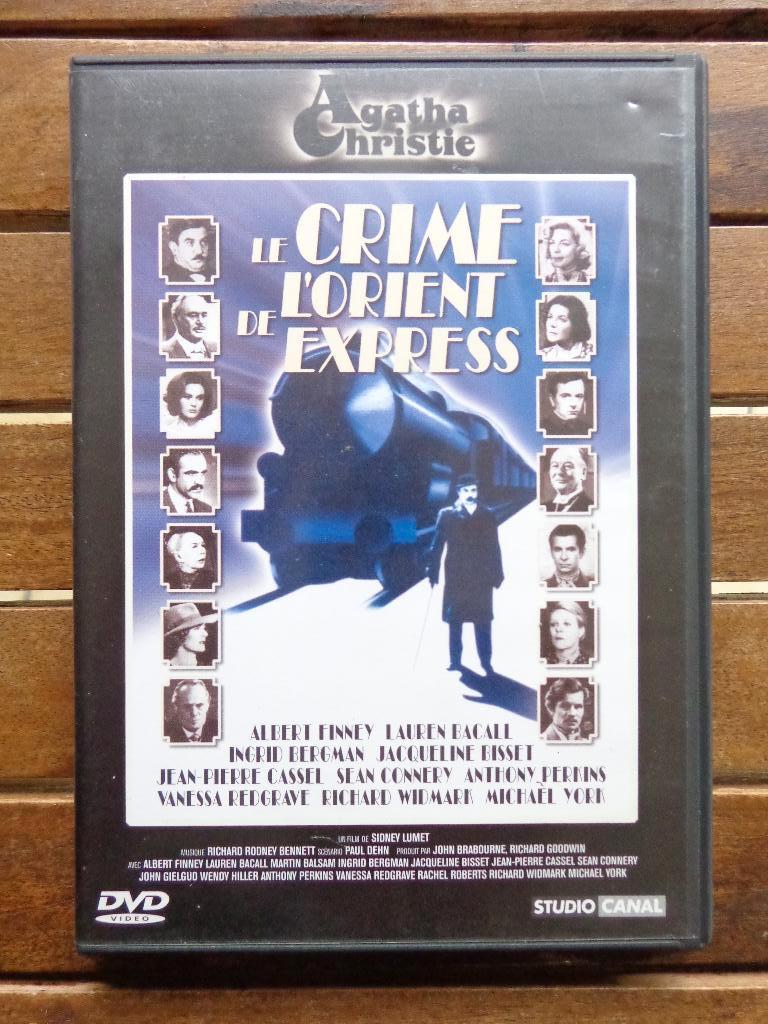 Agatha
Christie
LE CRIME
DE L'ORIENT
EXPRESS
ALBERT FINNEY LAUREN BACALL
INGRID BERGMAN JACQUELINE BISSET
JEAN-PIERRE CASSEL SEAN CONNERY ANTHONY PERKINS
VANESSA REDGRAVE RICHARD WIDMARK MICHAËL YORK
UN FILM DE SIDNEY LUMET
MUSIQUE RICHARD RODNEY BENNETT SCÉNARIO PAUL DEHN PRODUIT PAR JOHN BRABOURNE, RICHARD GOODWIN
AVEC ALBERT FINNEY LAUREN BACALL MARTIN BALSAM INGRID BERGMAN JACQUELINE BISSET JEAN-PIERRE CASSEL SEAN CONNERY
JOHN GIELGUD WENDY HILLER ANTHONY PERKINS VANESSA REDGRAVE RACHEL ROBERTS RICHARD WIDMARK MICHAEL YORK
DVD
VIDEO
STUDIO CANAL